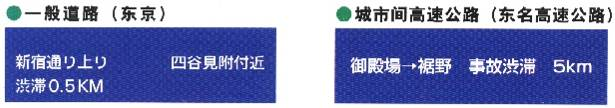 ●一般道路（东京）
新宿通り上り 四谷見附付近
渋滞0.5KM
●城市间高速公路（东名高速公路）
御殿場→裾野 事故渋滞 5km